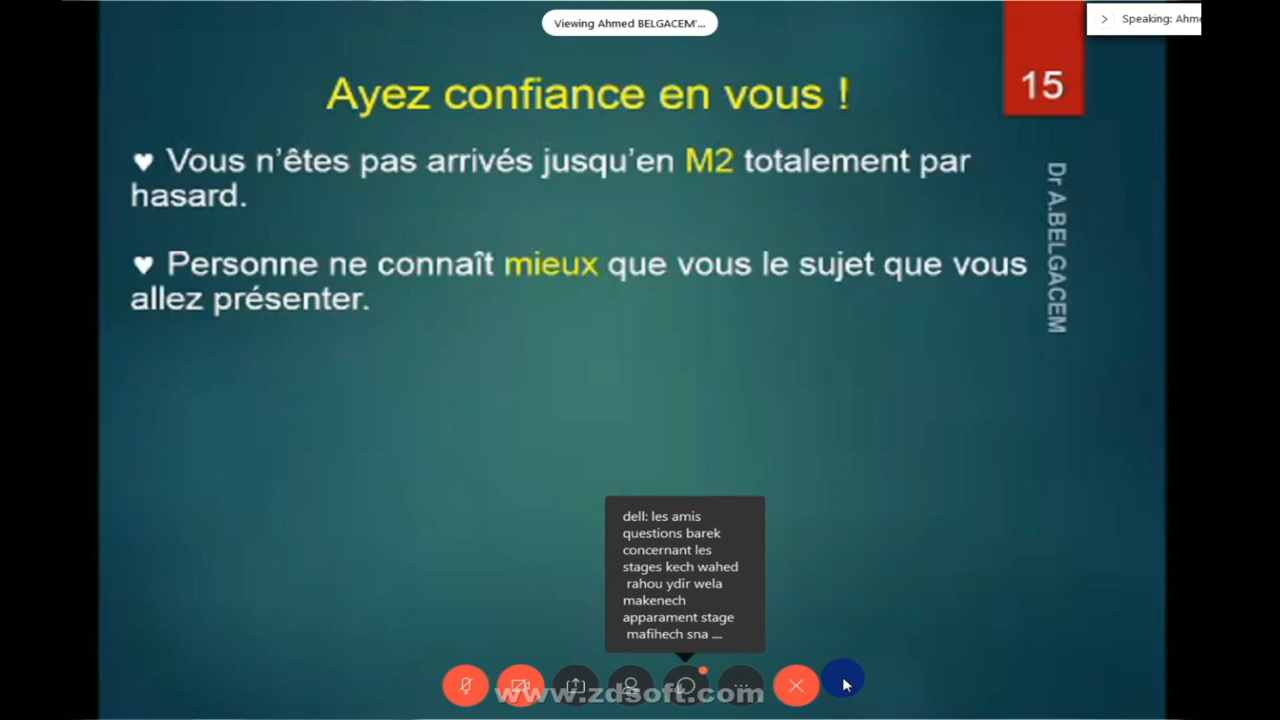 Viewing Ahmed BELGACEM'...
Speaking: Ahme
15
Ayez confiance en vous !
♥ Vous n'êtes pas arrivés jusqu'en M2 totalement par
hasard.
♥ Personne ne connaît mieux que vous le sujet que vous
allez présenter.
Dr A.BELGACEM
dell: les amis
questions barek
concernant les
stages kech wahed
rahou ydir wela
makenech
apparament stage
mafihech sna ....
www.zdsoft.com